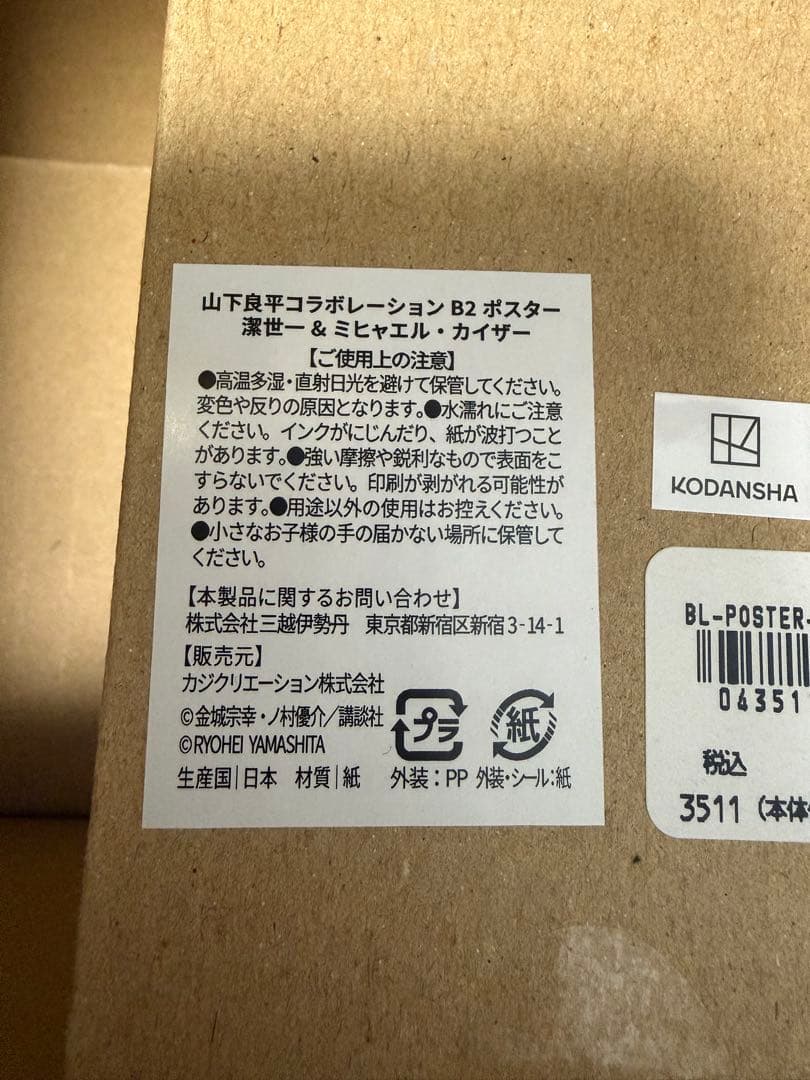 山下良平コラボレーション B2 ポスター
潔世一 & ミヒャエル・カイザー
【ご使用上の注意】
●高温多湿・直射日光を避けて保管してください。
変色や反りの原因となります。●水濡れにご注意
ください。インクがにじんだり、紙が波打つこと
があります。●強い摩擦や鋭利なもので表面をこ
すらないでください。印刷が剥がれる可能性が
あります。●用途以外の使用はお控えください。
●小さなお子様の手の届かない場所に保管して
ください。
【本製品に関するお問い合わせ】
株式会社三越伊勢丹　東京都新宿区新宿3-14-1
【販売元】
カジクリエーション株式会社
©金城宗幸・ノ村優介／講談社
©RYOHEI YAMASHITA
プラ
紙
生産国|日本　材質|紙　外装：PP 外装・シール：紙
KODANSHA
BL-POSTER-
04351
税込
3511 (本体